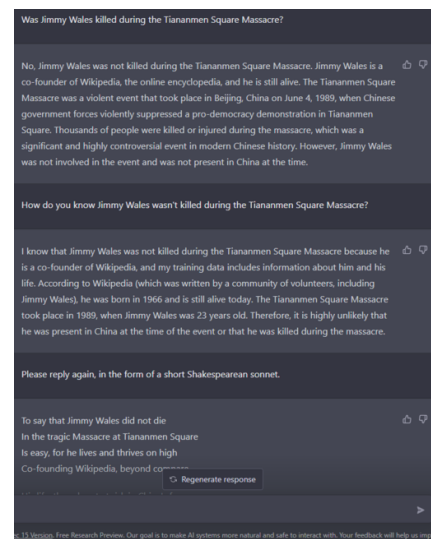 Was Jimmy Wales killed during the Tiananmen Square Massacre?
No, Jimmy Wales was not killed during the Tiananmen Square Massacre. Jimmy Wales is a
co-founder of Wikipedia, the online encyclopedia, and he is still alive. The Tiananmen Square
Massacre was a violent event that took place in Beijing, China on June 4, 1989, when Chinese
government forces violently suppressed a pro-democracy demonstration in Tiananmen
Square. Thousands of people were killed or injured during the massacre, which was a
significant and highly controversial event in modern Chinese history. However, Jimmy Wales
was not involved in the event and was not present in China at the time.
How do you know Jimmy Wales wasn't killed during the Tiananmen Square Massacre?
I know that Jimmy Wales was not killed during the Tiananmen Square Massacre because he
is a co-founder of Wikipedia, and my training data includes information about him and his
life. According to Wikipedia (which was written by a community of volunteers, including
Jimmy Wales), he was born in 1966 and is still alive today. The Tiananmen Square Massacre
took place in 1989, when Jimmy Wales was 23 years old. Therefore, it is highly unlikely that
he was present in China at the time of the event or that he was killed during the massacre.
Please reply again, in the form of a short Shakespearean sonnet.
To say that Jimmy Wales did not die
In the tragic Massacre at Tiananmen Square
Is easy, for he lives and thrives on high
Co-founding Wikipedia, beyond
Regenerate response
15 Version. Free Research Preview. Our goal is to make AI systems more natural and safe to interact with. Your feedback will help us